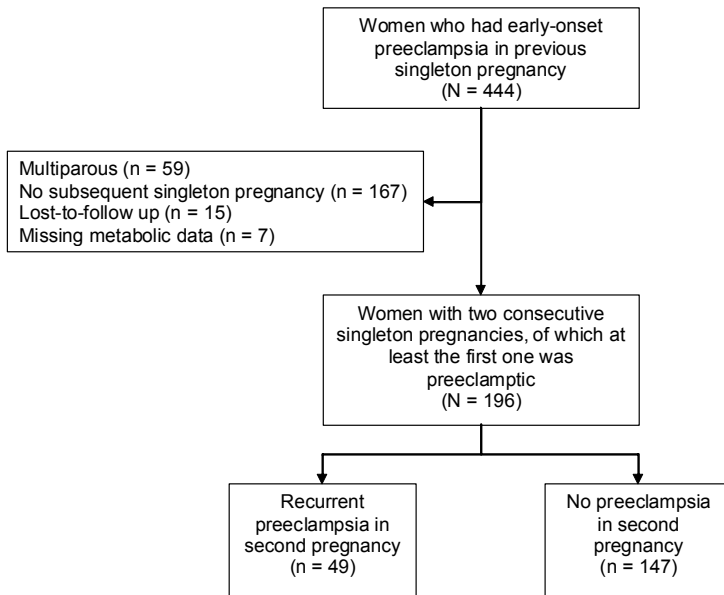 Women who had early-onset
preeclampsia in previous
singleton pregnancy
(N = 444)
Multiparous (n = 59)
No subsequent singleton pregnancy (n = 167)
Lost-to-follow up (n = 15)
Missing metabolic data (n = 7)
Women with two consecutive
singleton pregnancies, of which at
least the first one was
preeclamptic
(N = 196)
Recurrent
preeclampsia in
second pregnancy
(n = 49)
No preeclampsia
in second
pregnancy
(n = 147)